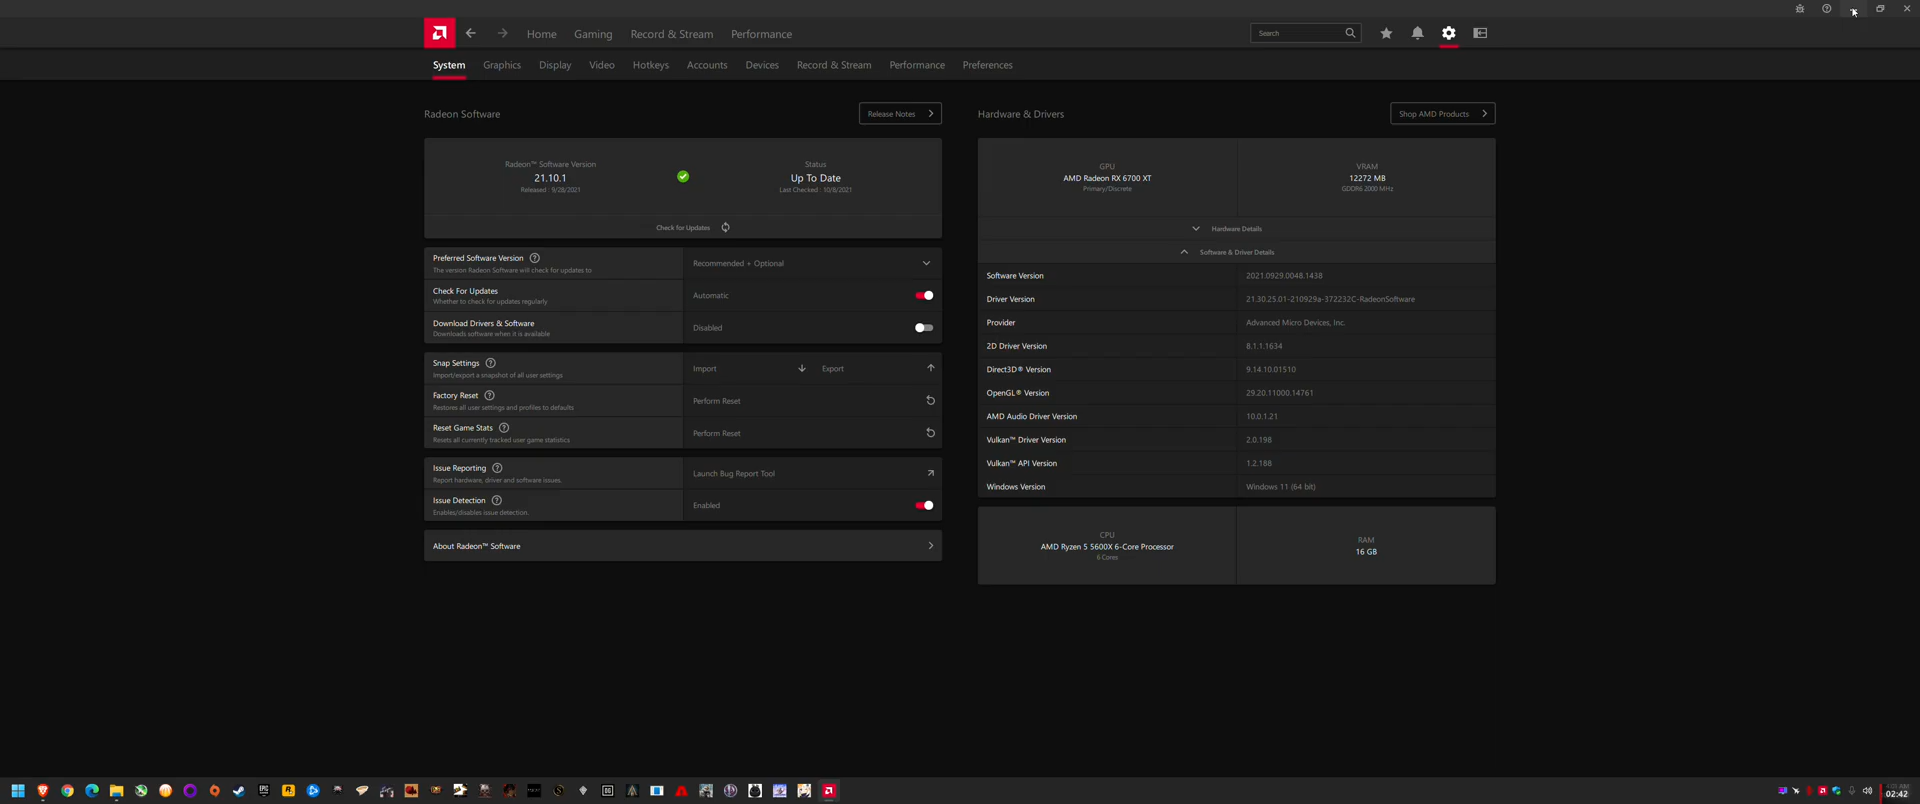 Home Gaming Record & Stream Performance
Search
System Graphics Display Video Hotkeys Accounts Devices Record & Stream Performance Preferences
Radeon Software
Release Notes
Radeon™ Software Version
21.10.1
Released : 9/28/2021
Status
Up To Date
Last Checked : 10/8/2021
Check for Updates
Preferred Software Version
The version Radeon Software will check for updates to
Recommended + Optional
Check For Updates
Whether to check for updates regularly
Automatic
Download Drivers & Software
Downloads software when it is available
Disabled
Snap Settings
Import/export a snapshot of all user settings
Import Export
Factory Reset
Restores all user settings and profiles to defaults
Perform Reset
Reset Game Stats
Resets all currently tracked user game statistics
Perform Reset
Issue Reporting
Report hardware, driver and software issues.
Launch Bug Report Tool
Issue Detection
Enables/disables issue detection.
Enabled
About Radeon™ Software
Hardware & Drivers
Shop AMD Products
GPU
AMD Radeon RX 6700 XT
Primary/Discrete
VRAM
12272 MB
GDDR6 2000 MHz
Hardware Details
Software & Driver Details
Software Version 2021.0929.0048.1438
Driver Version 21.30.25.01-210929a-372232C-RadeonSoftware
Provider Advanced Micro Devices, Inc.
2D Driver Version 8.1.1.1634
Direct3D® Version 9.14.10.01510
OpenGL® Version 29.20.11000.14761
AMD Audio Driver Version 10.0.1.21
Vulkan™ Driver Version 2.0.198
Vulkan™ API Version 1.2.188
Windows Version Windows 11 (64 bit)
CPU
AMD Ryzen 5 5600X 6-Core Processor
6 Cores
RAM
16 GB
EPIC
02:42